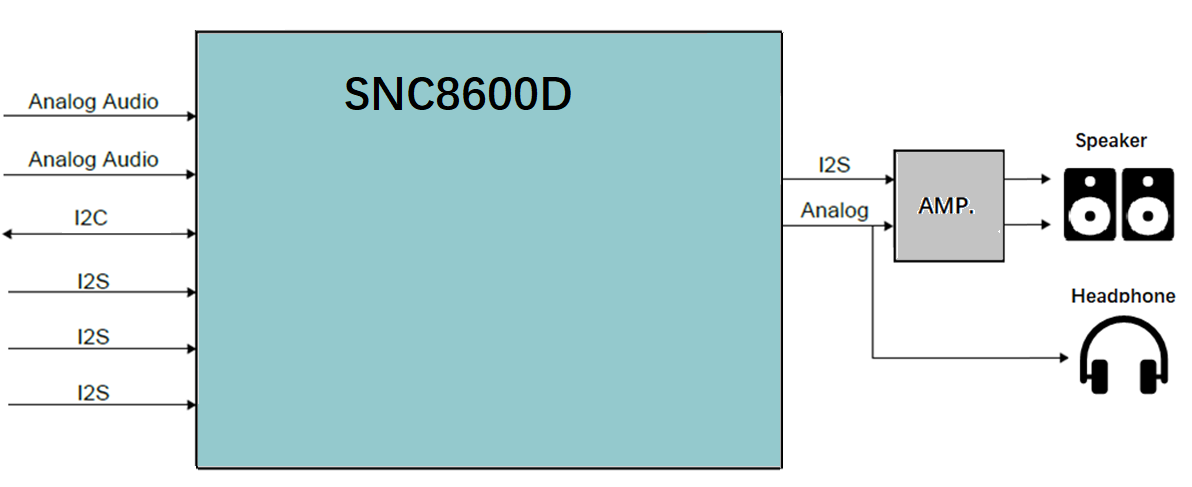 SNC8600D
Analog Audio
Analog Audio
I2C
I2S
I2S
I2S
I2S
Analog
AMP.
Speaker
Headphone